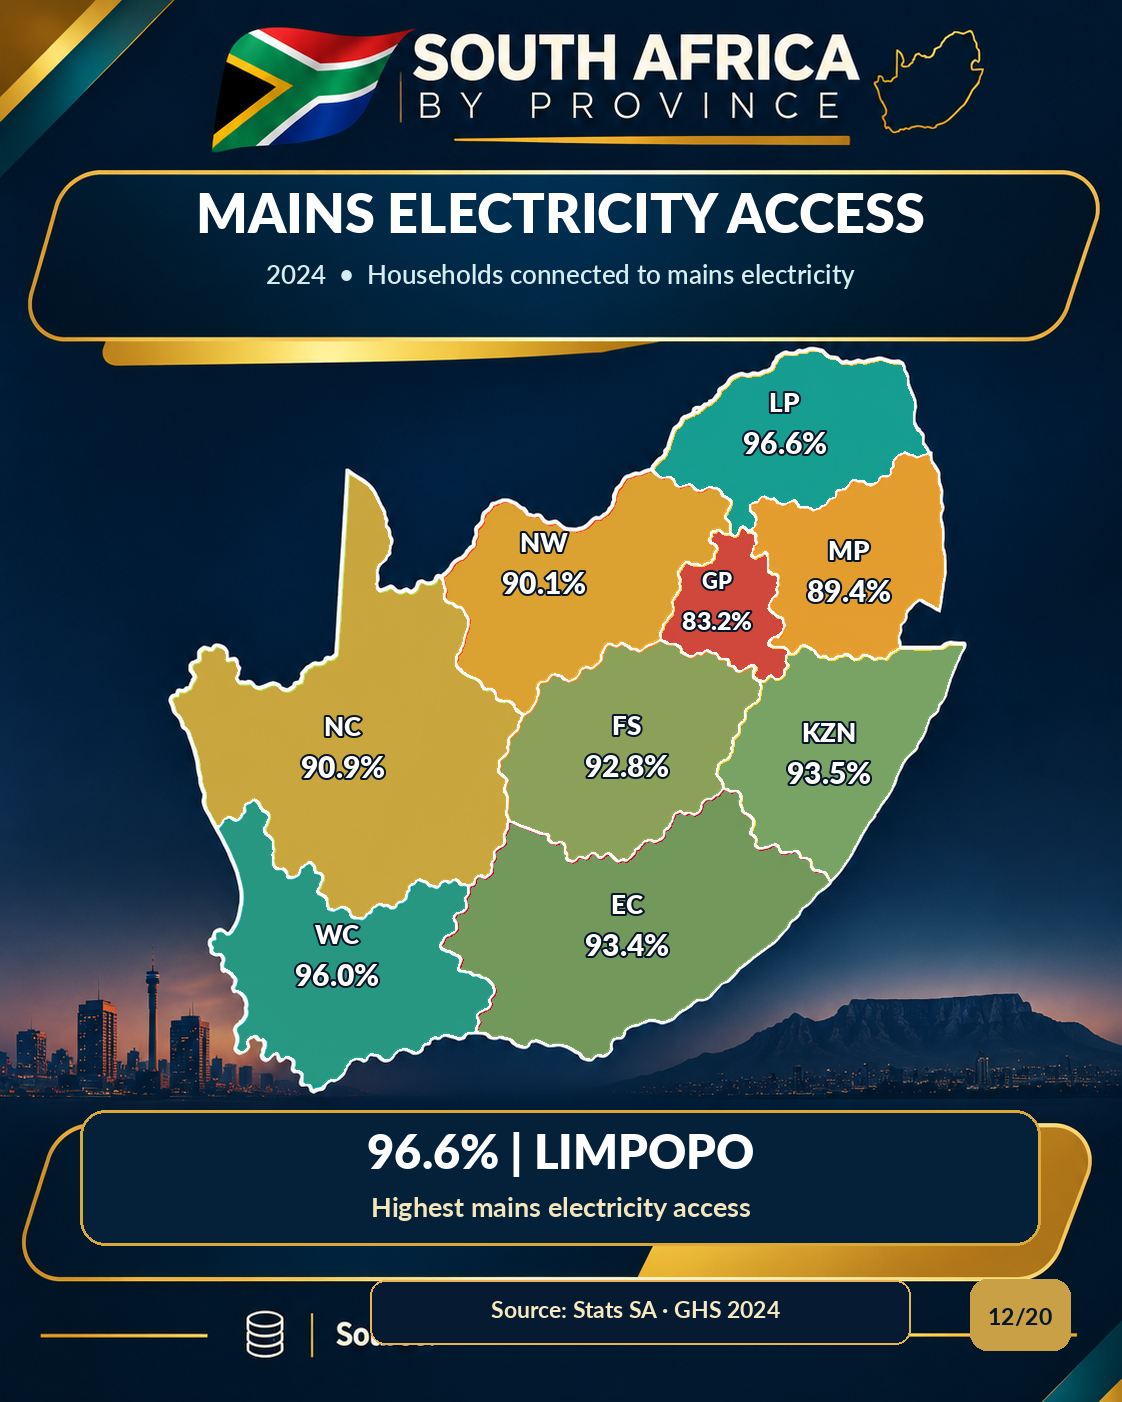 SOUTH AFRICA
BY PROVINCE
MAINS ELECTRICITY ACCESS
2024 • Households connected to mains electricity
LP
96.6%
NW
90.1%
MP
89.4%
GP
83.2%
NC
90.9%
FS
92.8%
KZN
93.5%
EC
93.4%
WC
96.0%
96.6% | LIMPOPO
Highest mains electricity access
Source: Stats SA · GHS 2024
12/20